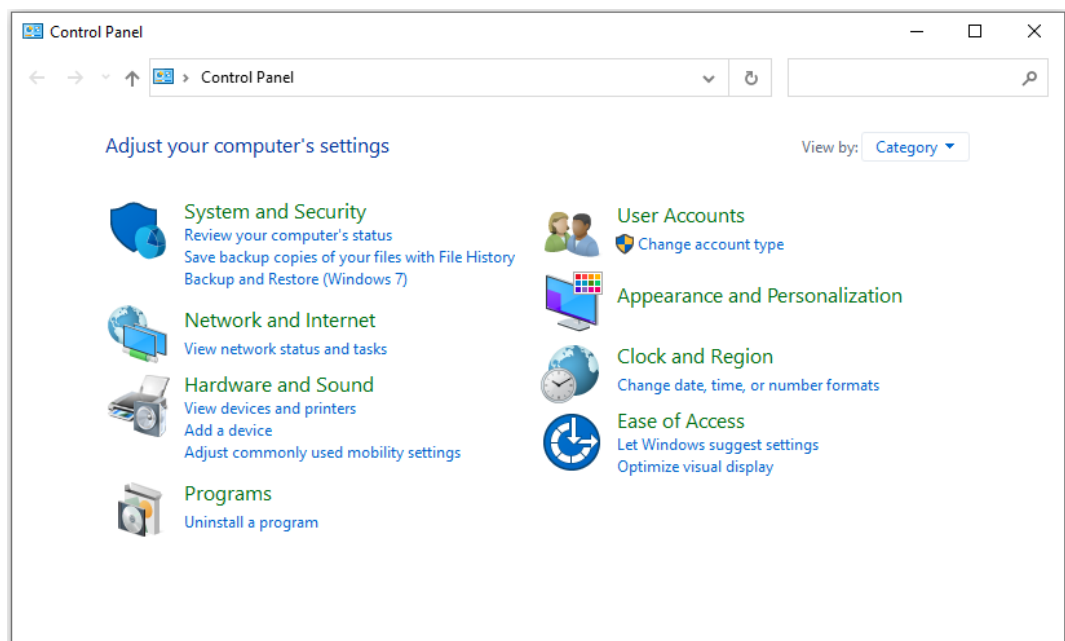 Control Panel
Control Panel
Adjust your computer's settings
View by: Category
System and Security
Review your computer's status
Save backup copies of your files with File History
Backup and Restore (Windows 7)
Network and Internet
View network status and tasks
Hardware and Sound
View devices and printers
Add a device
Adjust commonly used mobility settings
Programs
Uninstall a program
User Accounts
Change account type
Appearance and Personalization
Clock and Region
Change date, time, or number formats
Ease of Access
Let Windows suggest settings
Optimize visual display